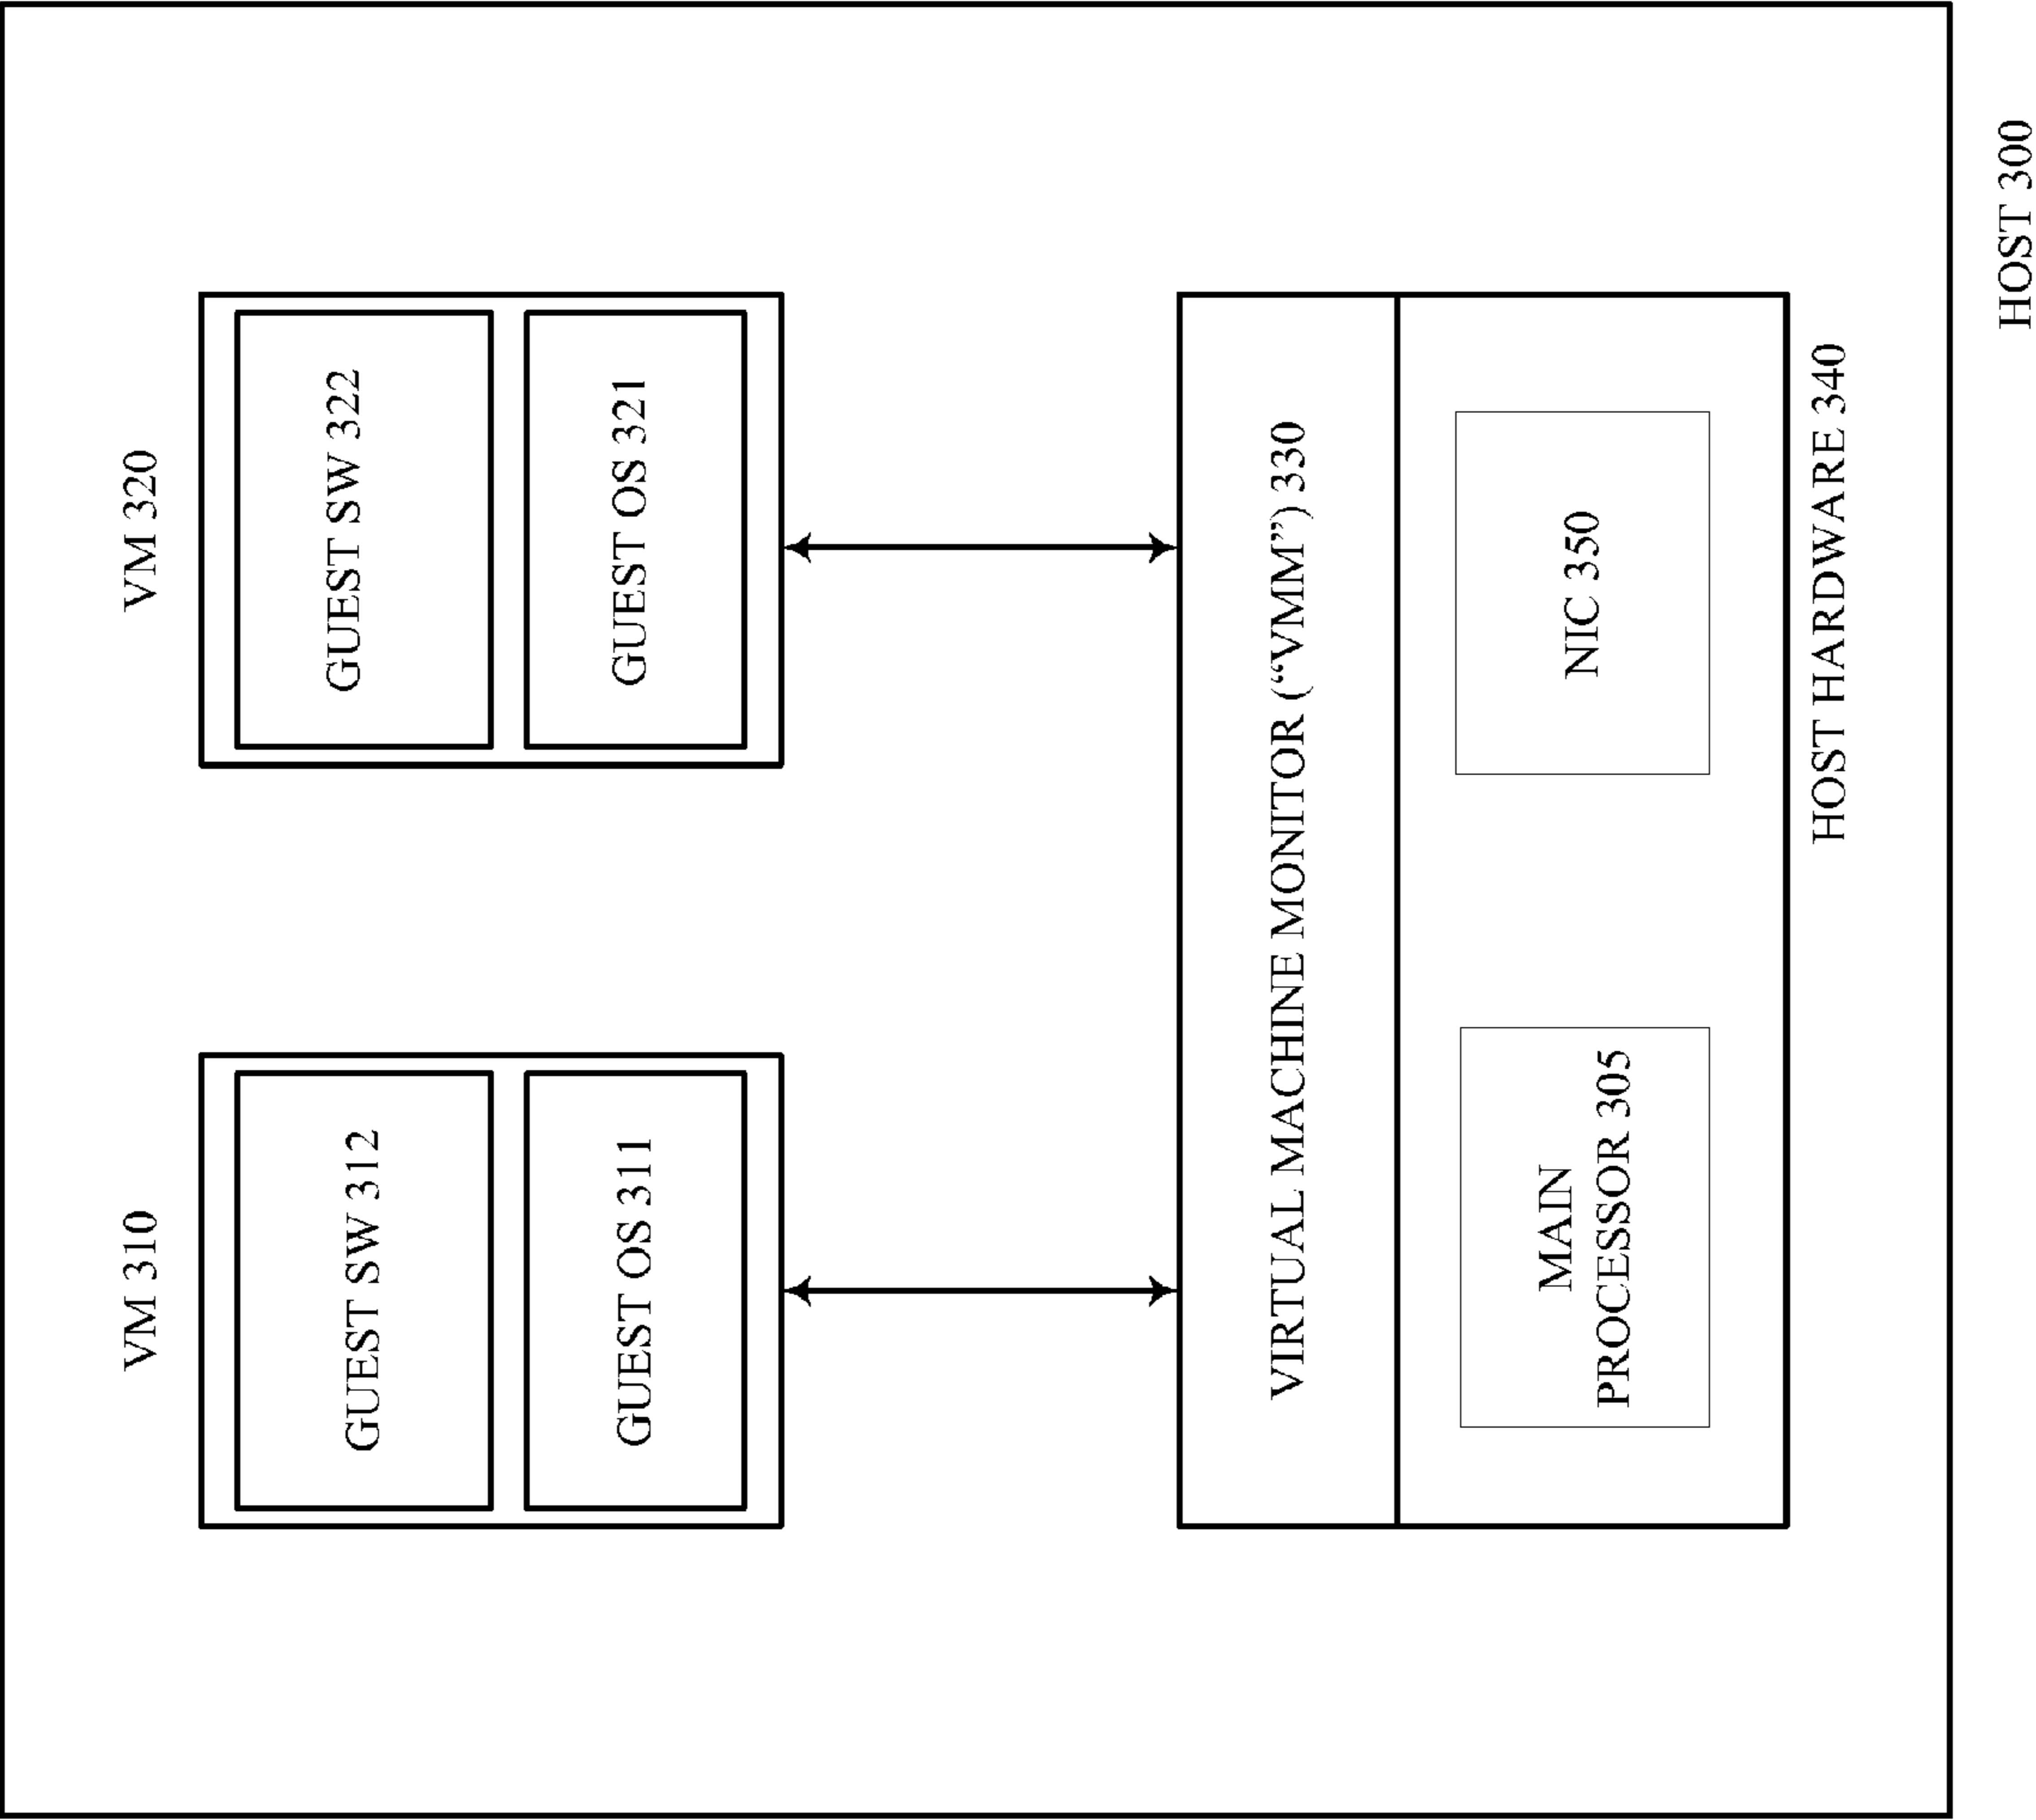 VM 310
VM 320
GUEST SW 312
GUEST SW 322
GUEST OS 311
GUEST OS 321
VIRTUAL MACHINE MONITOR (“VMM”) 330
MAIN
PROCESSOR 305
NIC 350
HOST HARDWARE 340
HOST 300